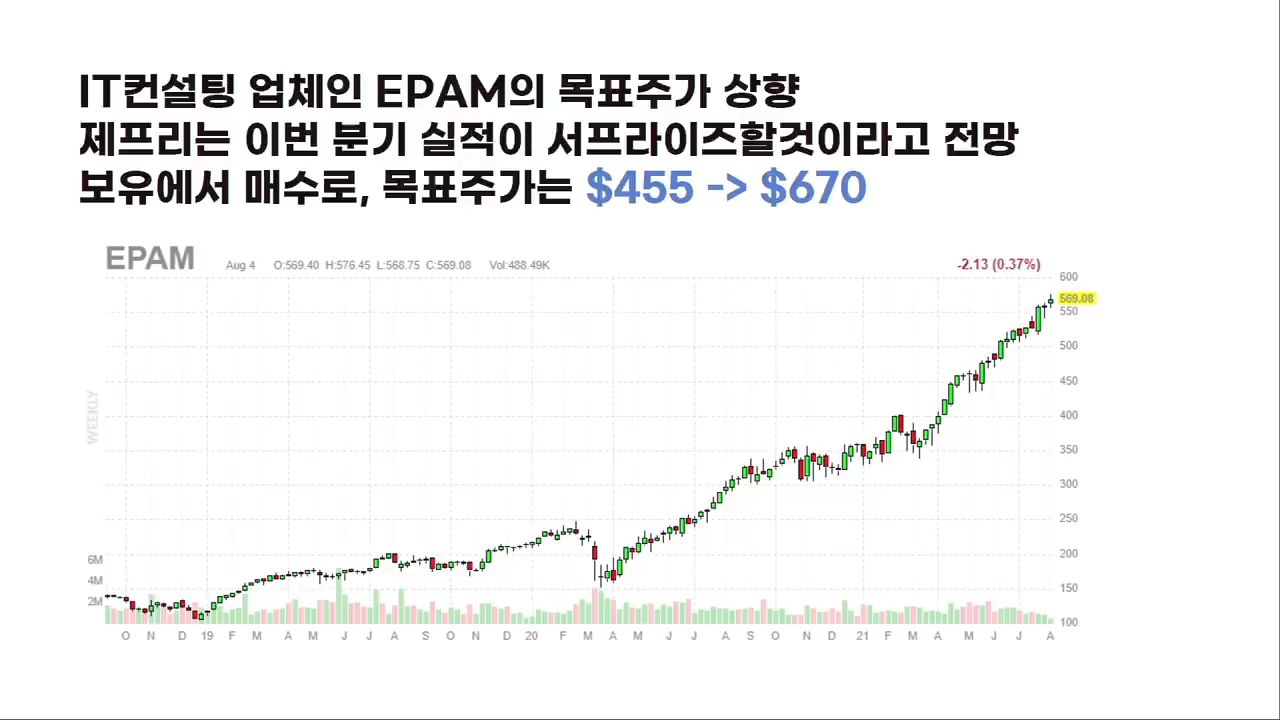 IT컨설팅 업체인 EPAM의 목표주가 상향
제프리는 이번 분기 실적이 서프라이즈할것이라고 전망
보유에서 매수로, 목표주가는 $455 -> $670
EPAM Aug 4 O:569.40 H:576.45 L:568.75 C:569.08 Vol:488.49K -2.13 (0.37%)
600
569.08
550
500
450
400
350
300
250
200
150
100
WEEKLY
6M
4M
2M
O N D 19 F M A M J J A S O N D 20 F M A M J J A S O N D 21 F M A M J J A